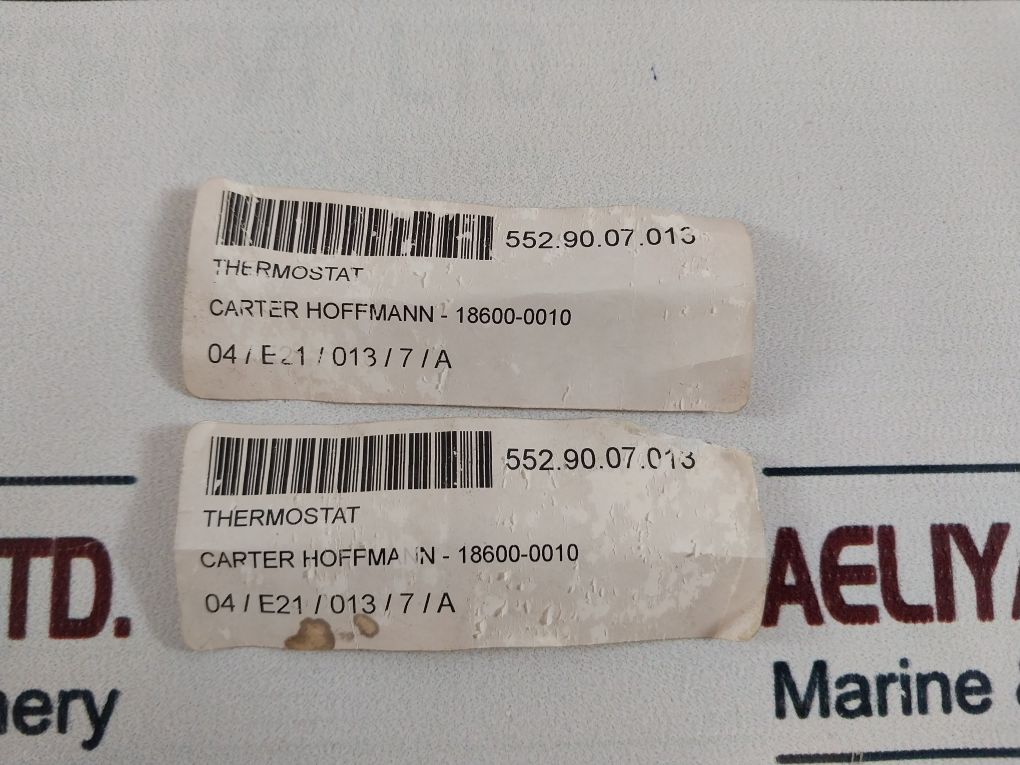 552.90.07.013
THERMOSTAT
CARTER HOFFMANN - 18600-0010
04 / E21 / 013 / 7 / A
552.90.07.013
THERMOSTAT
CARTER HOFFMANN - 18600-0010
04 / E21 / 013 / 7 / A
TD.
AELIYA
nery
Marine &